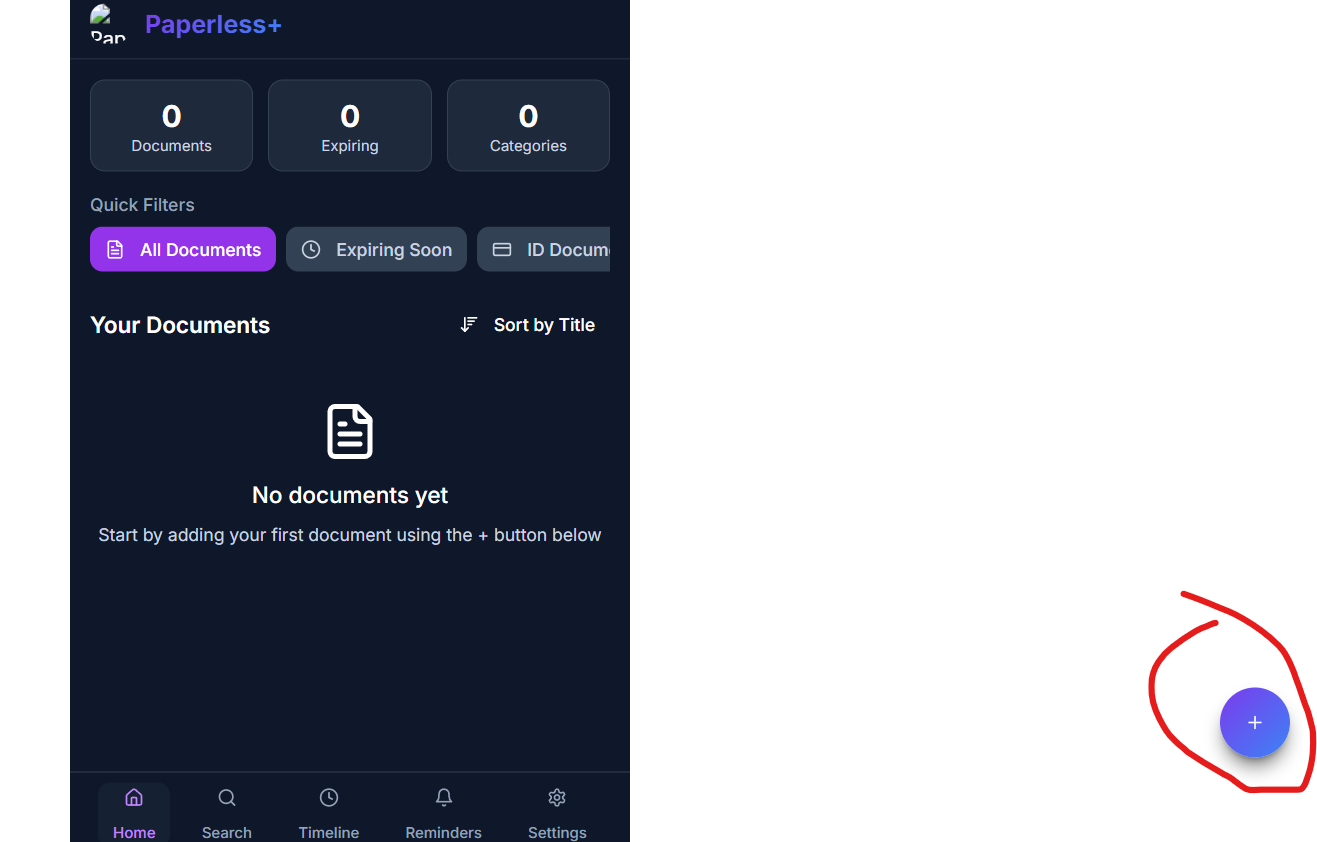 Pap
Paperless+
0 0 0
Documents Expiring Categories
Quick Filters
All Documents Expiring Soon ID Docum
Your Documents Sort by Title
No documents yet
Start by adding your first document using the + button below
+
Home Search Timeline Reminders Settings